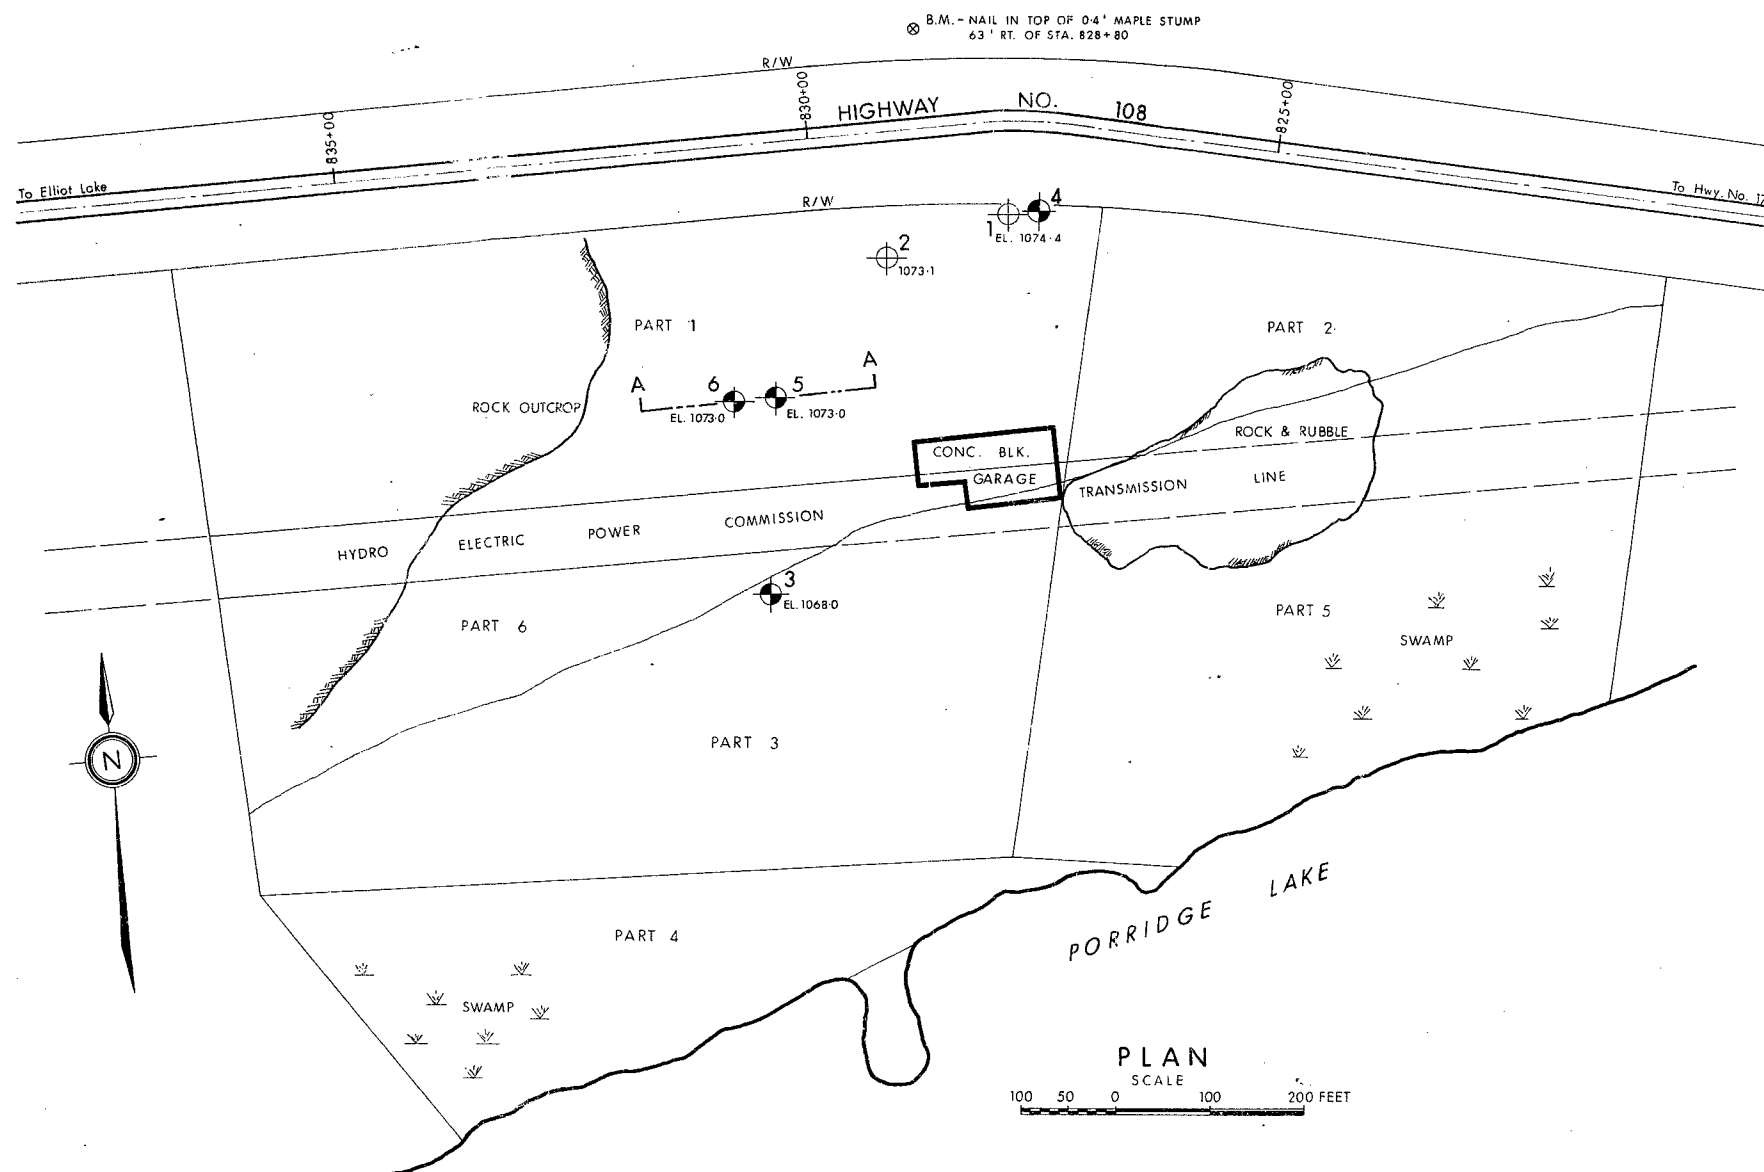 B.M. - NAIL IN TOP OF 0·4' MAPLE STUMP
63' RT. OF STA. 828+80
R/W
835+00
830+00
825+00
HIGHWAY NO. 108
To Elliot Lake
To Hwy. No. 17
R/W
4
1
EL. 1074·4
2
1073·1
PART 1
PART 2
A
A
6
5
EL. 1073·0
EL. 1073·0
ROCK OUTCROP
ROCK & RUBBLE
CONC. BLK.
GARAGE
HYDRO ELECTRIC POWER COMMISSION TRANSMISSION LINE
3
EL. 1068·0
PART 6
PART 5
SWAMP
PART 3
N
PORRIDGE LAKE
PART 4
SWAMP
PLAN
SCALE
100 50 0 100 200 FEET